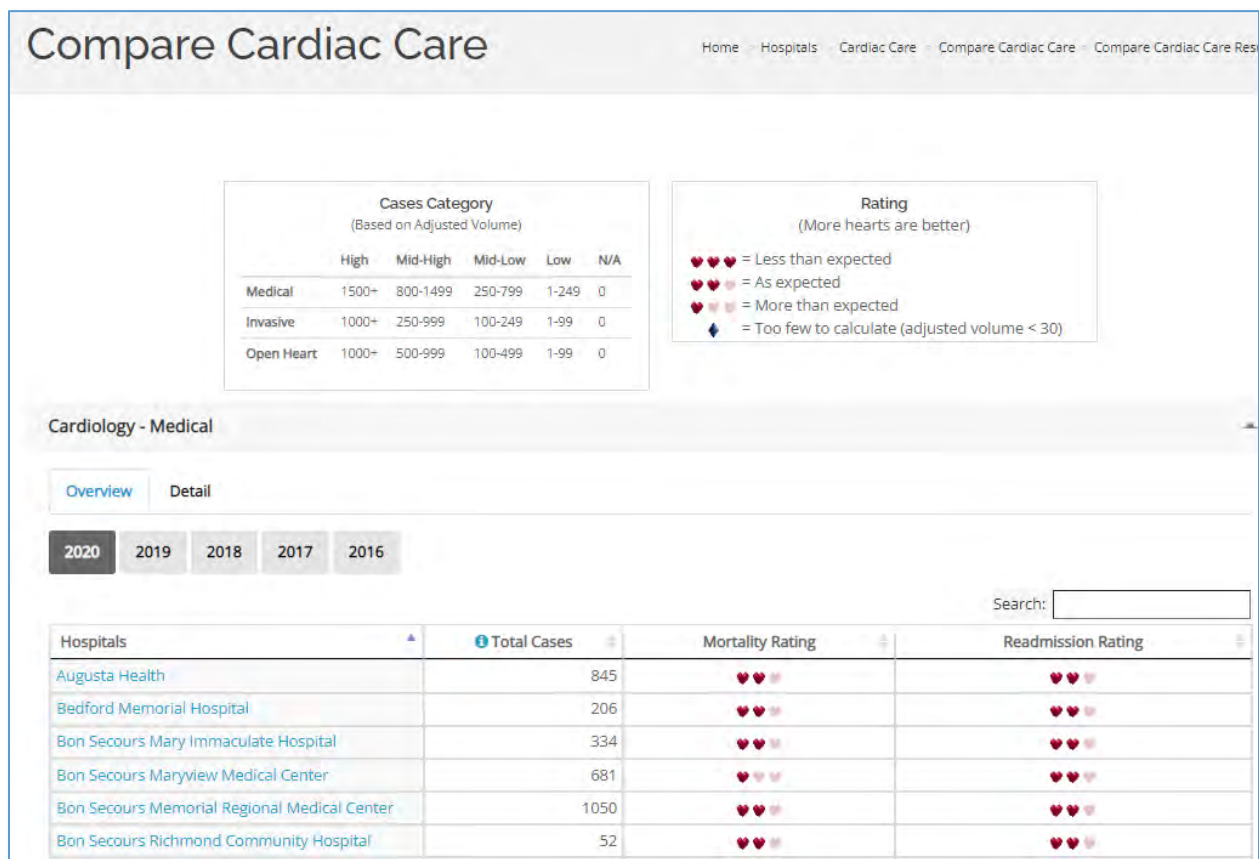 Compare Cardiac Care
Home Hospitals Cardiac Care Compare Cardiac Care Compare Cardiac Care Res
Cases Category
(Based on Adjusted Volume)
High Mid-High Mid-Low Low N/A
Medical 1500+ 800-1499 250-799 1-249 0
Invasive 1000+ 250-999 100-249 1-99 0
Open Heart 1000+ 500-999 100-499 1-99 0
Rating
(More hearts are better)
= Less than expected
= As expected
= More than expected
= Too few to calculate (adjusted volume < 30)
Cardiology - Medical
Overview Detail
2020 2019 2018 2017 2016
Search:
Hospitals Total Cases Mortality Rating Readmission Rating
Augusta Health 845
Bedford Memorial Hospital 206
Bon Secours Mary Immaculate Hospital 334
Bon Secours Maryview Medical Center 681
Bon Secours Memorial Regional Medical Center 1050
Bon Secours Richmond Community Hospital 52